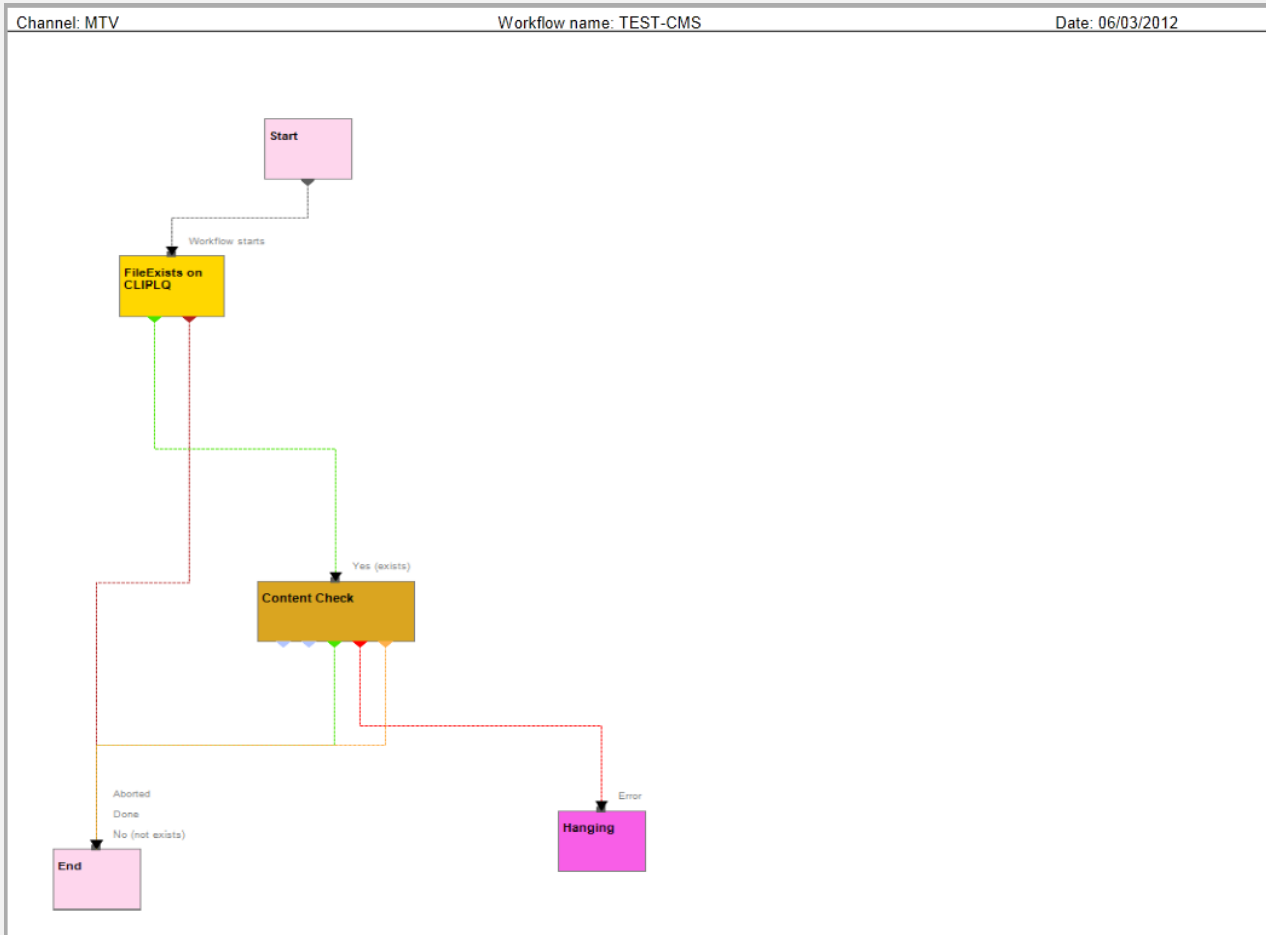 Channel: MTV
Workflow name: TEST-CMS
Date: 06/03/2012
Start
Workflow starts
FileExists on
CLIPLQ
Yes (exists)
Content Check
Aborted
Done
No (not exists)
Error
Hanging
End